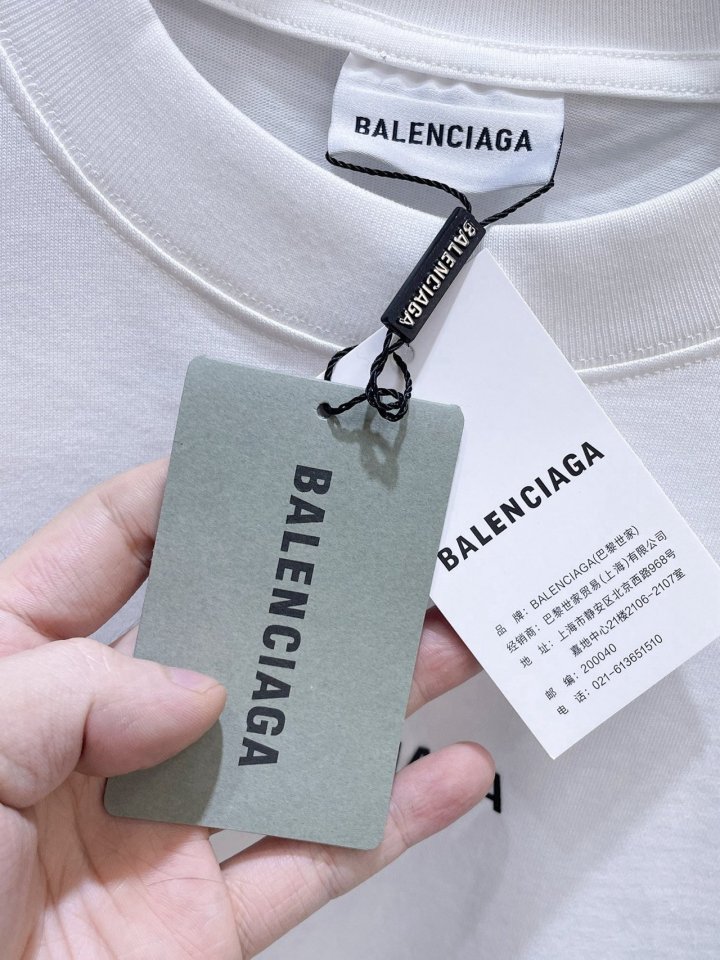 BALENCIAGA
BALENCIAGA
BALENCIAGA
BALENCIAGA
品 牌：BALENCIAGA(巴黎世家)
经销商：巴黎世家贸易(上海)有限公司
地 址：上海市静安区北京西路968号
嘉地中心21楼2106-2107室
邮 编：200040
电 话：021-613651510